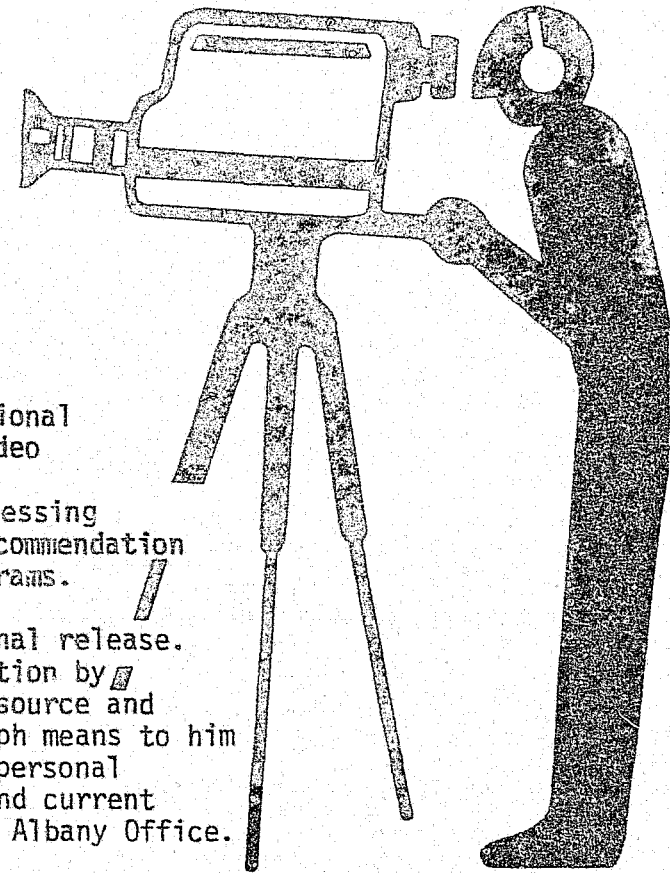 ional
deo
essing
commendation
rams.
nal release.
tion by
source and
ph means to him
personal
nd current
Albany Office.